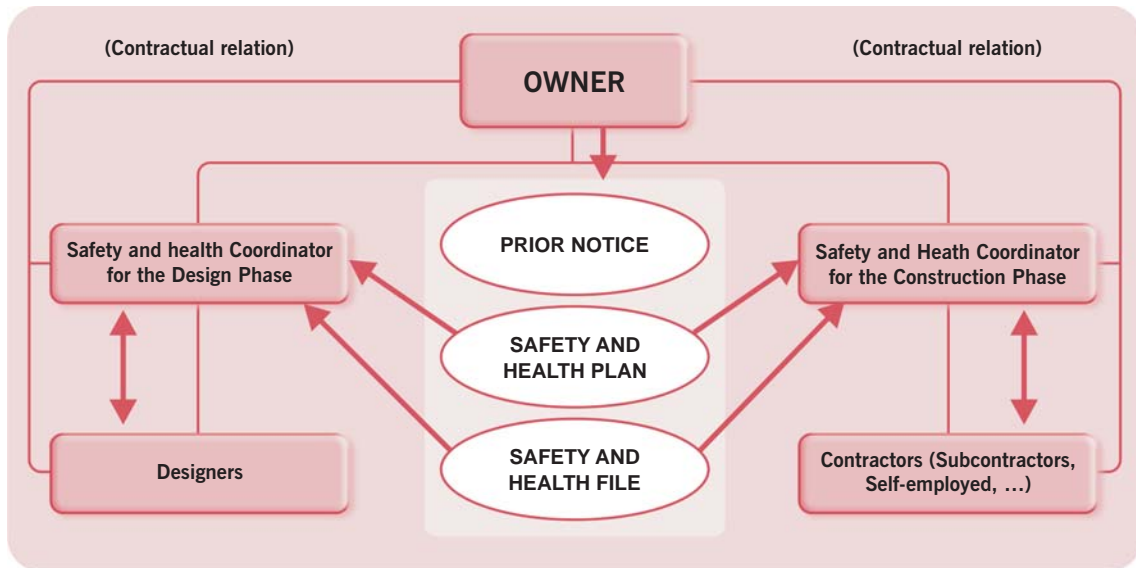 (Contractual relation)
(Contractual relation)
OWNER
PRIOR NOTICE
Safety and health Coordinator
for the Design Phase
Safety and Heath Coordinator
for the Construction Phase
SAFETY AND
HEALTH PLAN
SAFETY AND
HEALTH FILE
Designers
Contractors (Subcontractors,
Self-employed, ...)